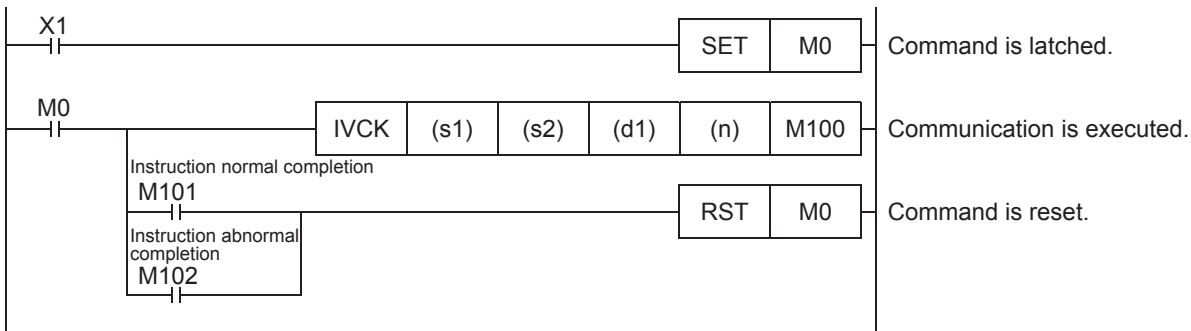 X1
SET M0 Command is latched.
M0
IVCK (s1) (s2) (d1) (n) M100 Communication is executed.
Instruction normal completion
M101
RST M0 Command is reset.
Instruction abnormal
completion
M102